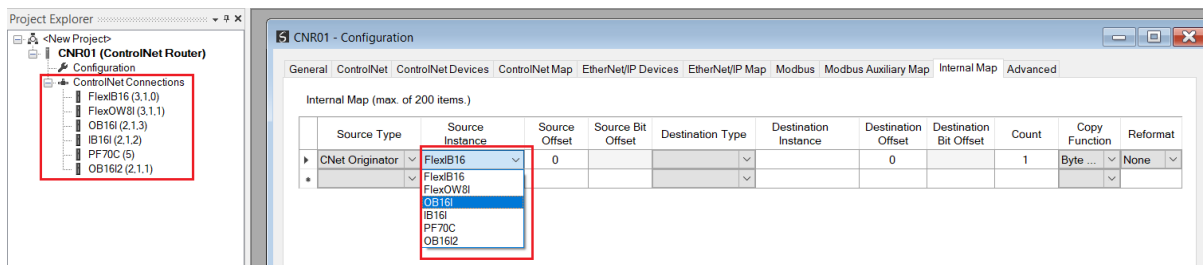 Project Explorer
<New Project>
CNR01 (ControlNet Router)
Configuration
ControlNet Connections
FlexIB16 (3,1,0)
FlexOW8I (3,1,1)
OB16I (2,1,3)
IB16I (2,1,2)
PF70C (5)
OB16I2 (2,1,1)
CNR01 - Configuration
General ControlNet ControlNet Devices ControlNet Map EtherNet/IP Devices EtherNet/IP Map Modbus Modbus Auxiliary Map Internal Map Advanced
Internal Map (max. of 200 items.)
Source Type Source Instance Source Offset Source Bit Offset Destination Type Destination Instance Destination Offset Destination Bit Offset Count Copy Function Reformat
CNet Originator FlexIB16 0 0 1 Byte ... None
FlexIB16
FlexOW8I
OB16I
IB16I
PF70C
OB16I2